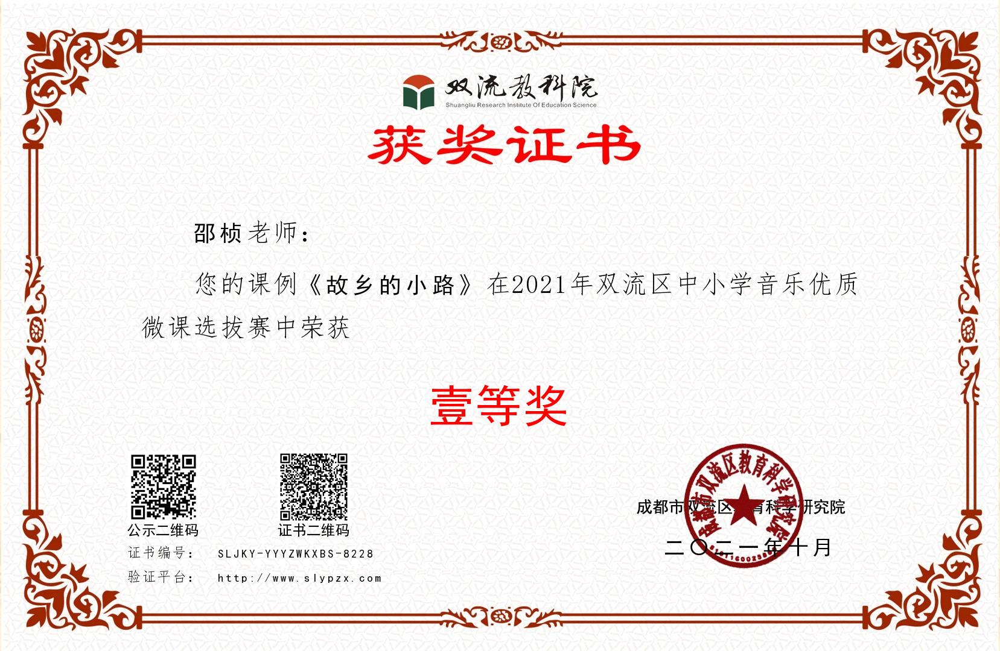 双流教科院
Shuangliu Research Institute Of Education Science
获奖证书
邵桢老师：
您的课例《故乡的小路》在2021年双流区中小学音乐优质
微课选拔赛中荣获
壹等奖
公示二维码
证书二维码
成都市双流区教育科学研究院
成都市双流区教育科学研究院
二〇二一年十月
证书编号： SLJKY-YYYZWKXBS-8228
验证平台： http://www.slypzx.com